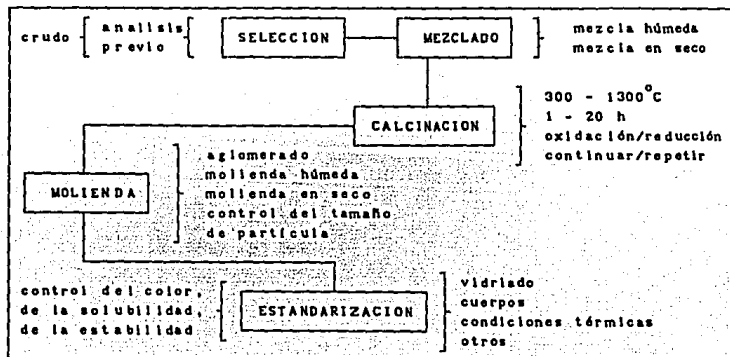 crudo
analisis
previo
SELECCION
MEZCLADO
mezcla húmeda
mezcla en seco
CALCINACION
300 - 1300°C
1 - 20 h
oxidación/reducción
continuar/repetir
MOLIENDA
aglomerado
molienda húmeda
molienda en seco
control del tamaño
de partícula
control del color,
de la solubilidad,
de la estabilidad
ESTANDARIZACION
vidriado
cuerpos
condiciones térmicas
otros